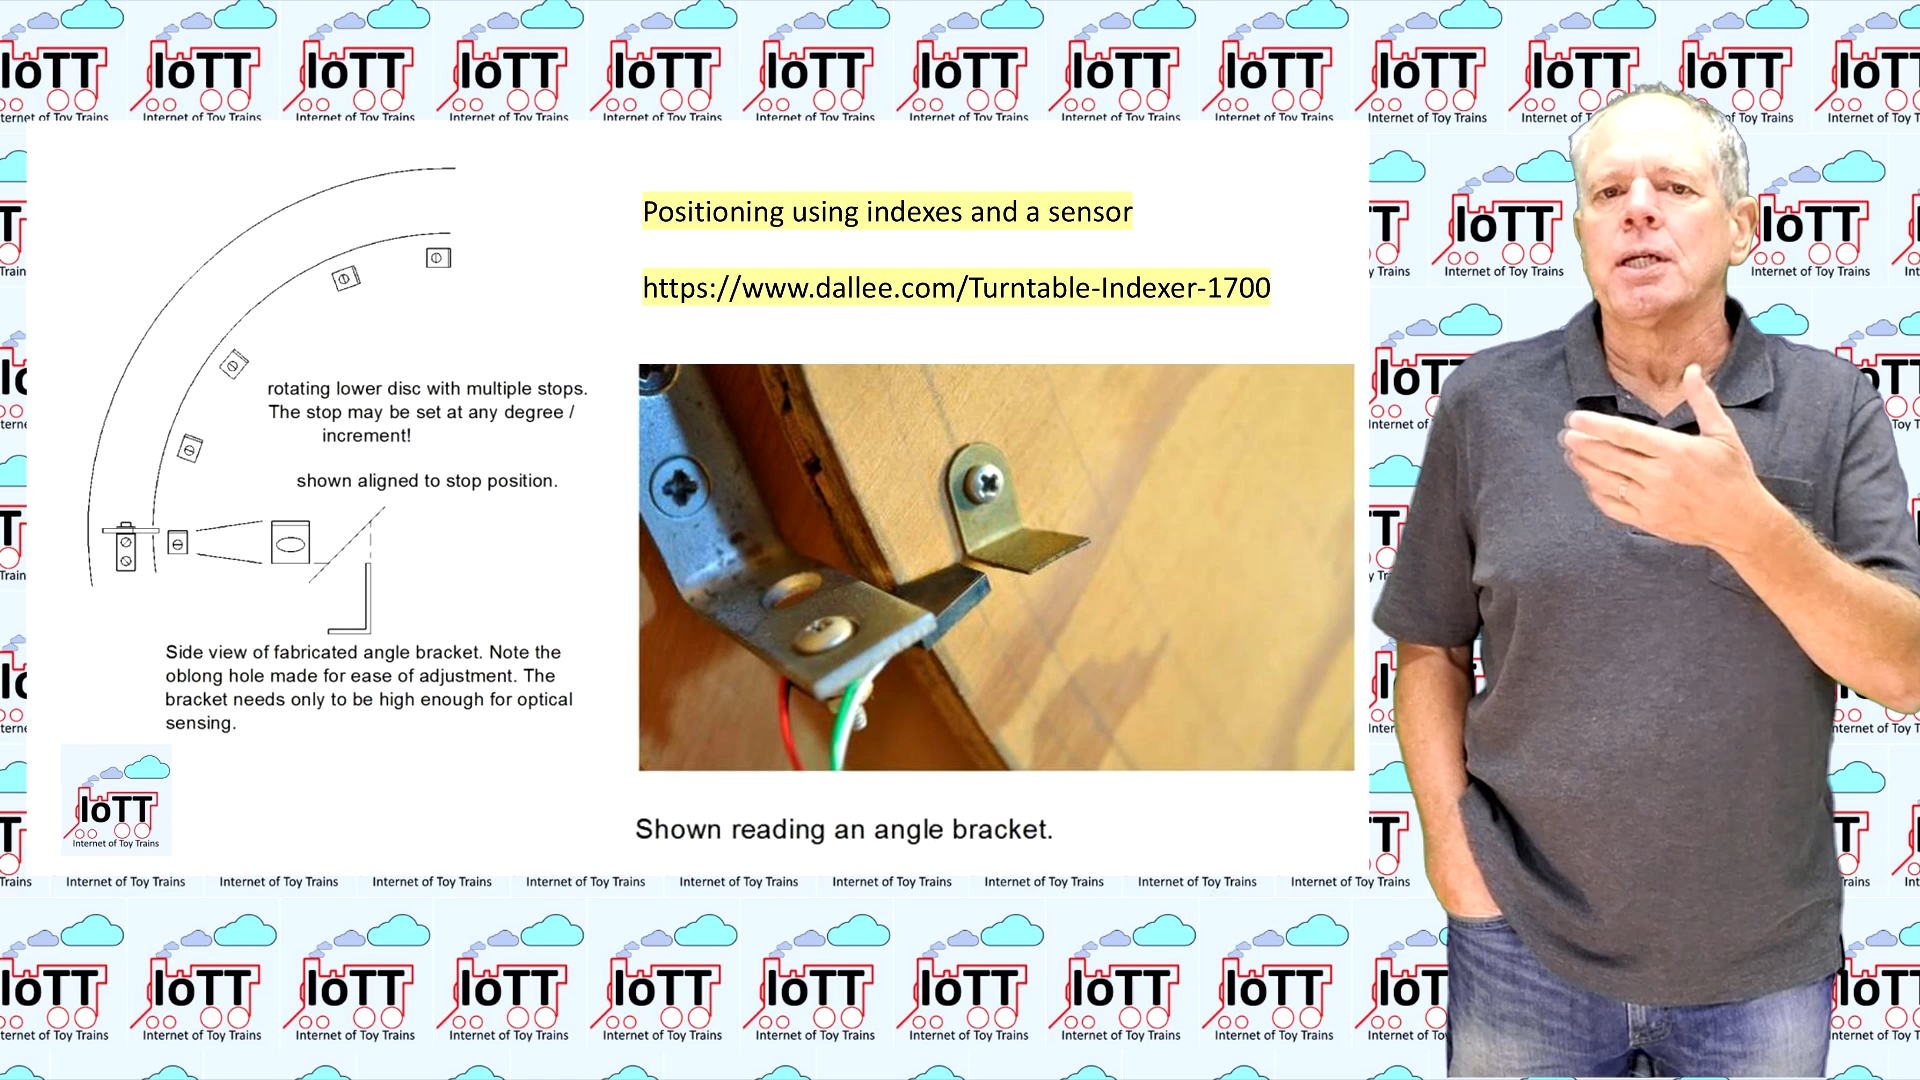 Positioning using indexes and a sensor
https://www.dallee.com/Turntable-Indexer-1700
rotating lower disc with multiple stops.
The stop may be set at any degree /
increment!
shown aligned to stop position.
Side view of fabricated angle bracket. Note the
oblong hole made for ease of adjustment. The
bracket needs only to be high enough for optical
sensing.
Shown reading an angle bracket.
IoTT
Internet of Toy Trains